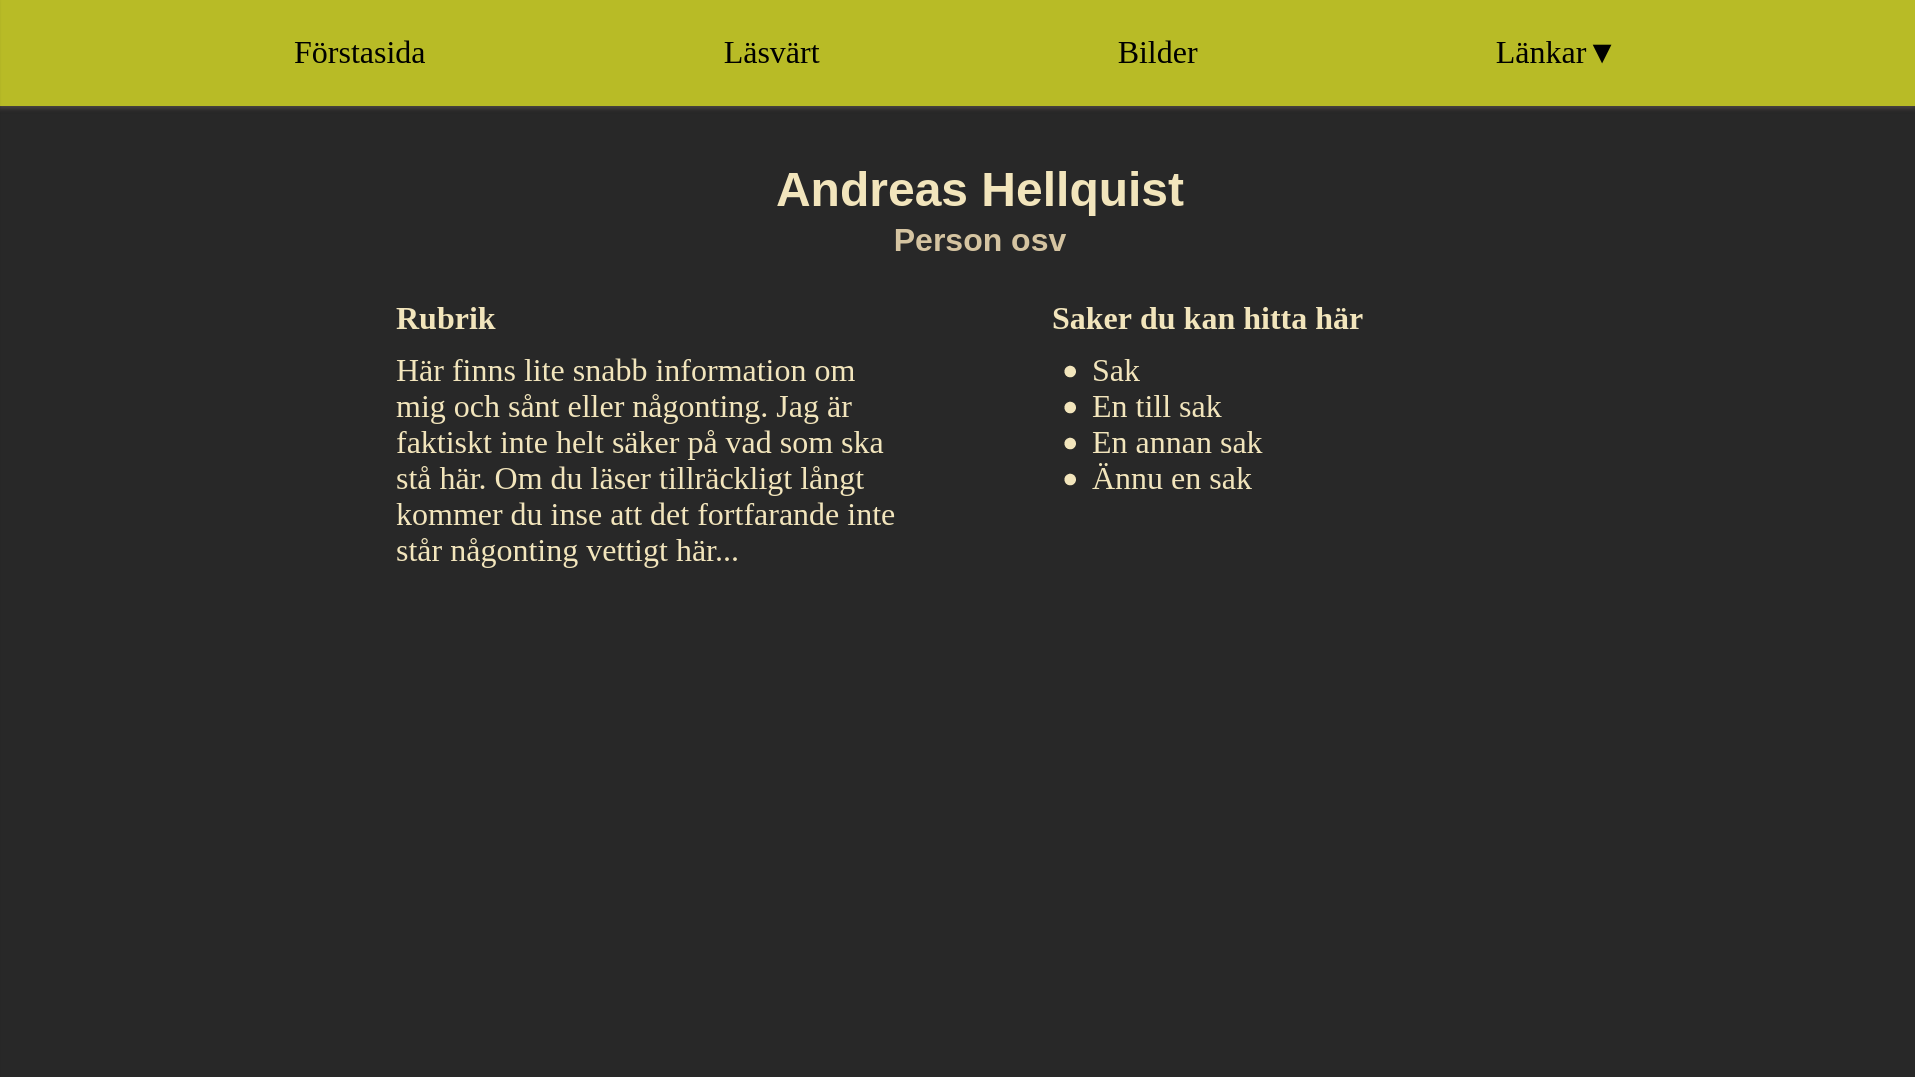 Förstasida Läsvärt Bilder Länkar ▼
Andreas Hellquist
Person osv
Rubrik
Här finns lite snabb information om
mig och sånt eller någonting. Jag är
faktiskt inte helt säker på vad som ska
stå här. Om du läser tillräckligt långt
kommer du inse att det fortfarande inte
står någonting vettigt här...
Saker du kan hitta här
• Sak
• En till sak
• En annan sak
• Ännu en sak